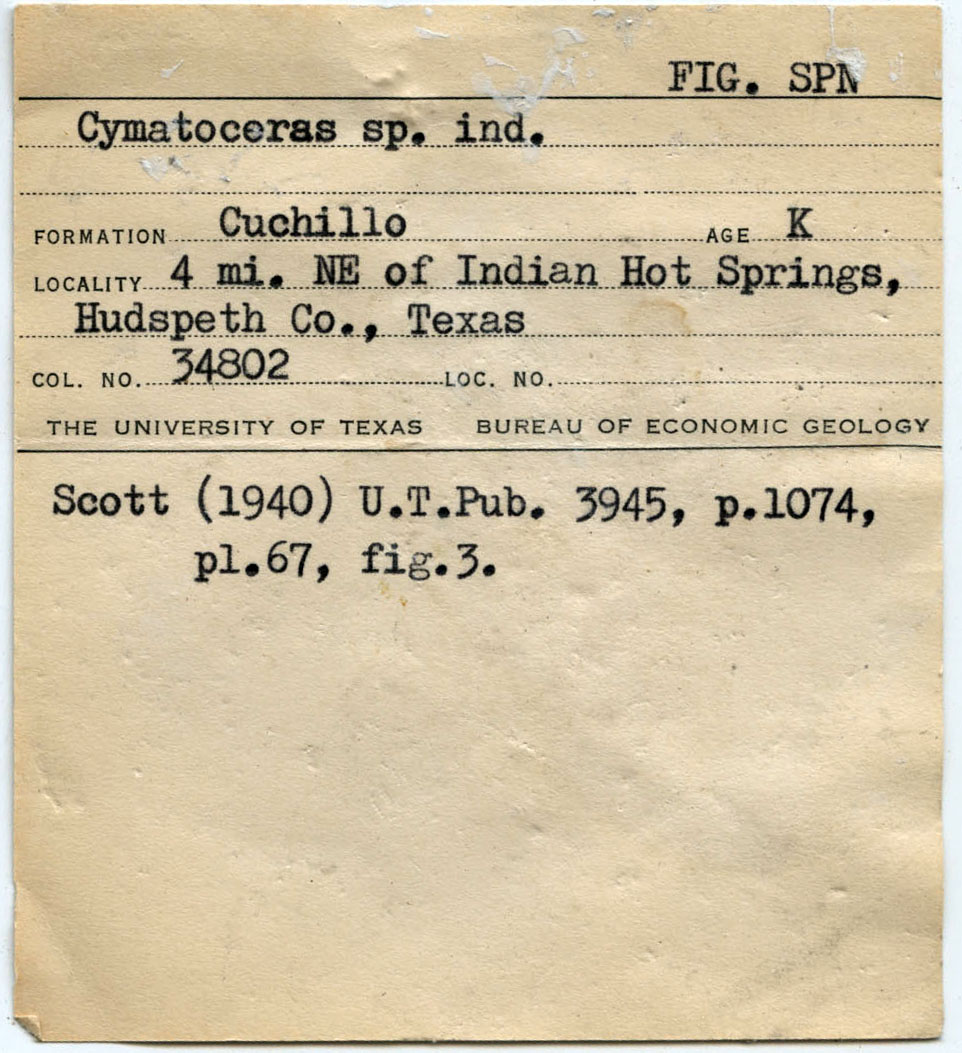 FIG. SPN
Cymatoceras sp. ind.
FORMATION Cuchillo AGE K
LOCALITY 4 mi. NE of Indian Hot Springs,
Hudspeth Co., Texas
COL. NO. 34802 LOC. NO.
THE UNIVERSITY OF TEXAS BUREAU OF ECONOMIC GEOLOGY
Scott (1940) U.T.Pub. 3945, p.1074,
pl.67, fig.3.